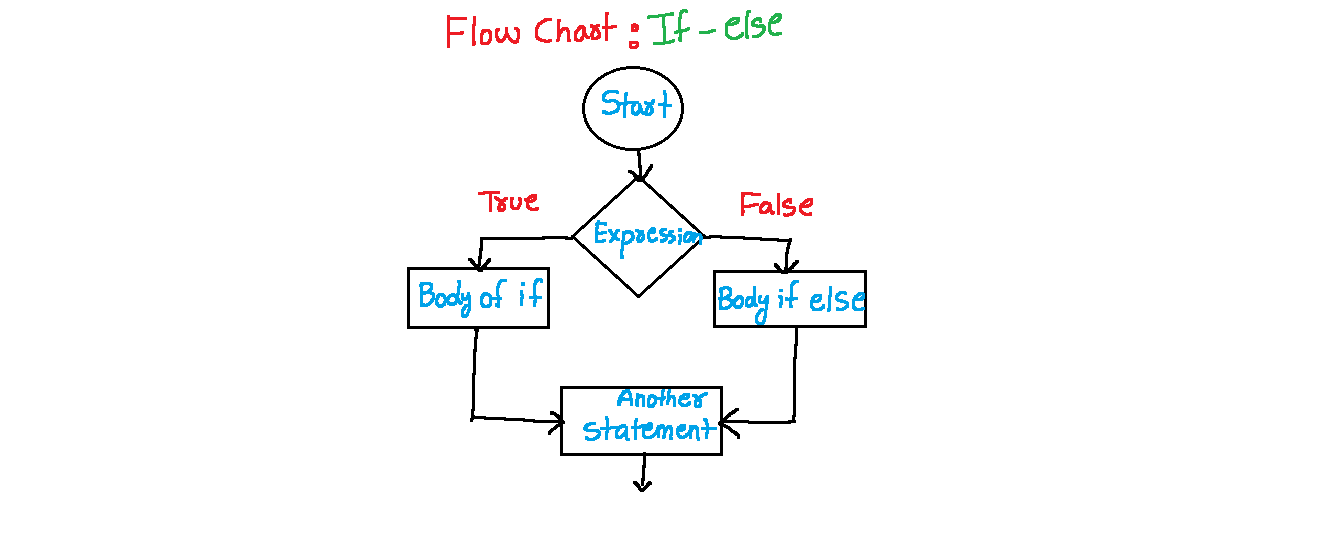 Flow Chart : If - else
Start
True
False
Expression
Body of if
Body if else
Another
statement